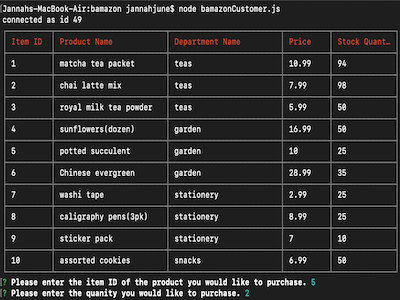 [Jannahs-MacBook-Air:bamazon jannahjune$ node bamazonCustomer.js
connected as id 49
Item ID Product Name Department Name Price Stock Quant…
1 matcha tea packet teas 10.99 94
2 chai latte mix teas 7.99 98
3 royal milk tea powder teas 5.99 50
4 sunflowers(dozen) garden 16.99 50
5 potted succulent garden 10 25
6 Chinese evergreen garden 28.99 35
7 washi tape stationery 2.99 25
8 caligraphy pens(3pk) stationery 8.99 25
9 sticker pack stationery 7 10
10 assorted cookies snacks 6.99 50
[? Please enter the item ID of the product you would like to purchase. 5
[? Please enter the quanity you would like to purchase. 2